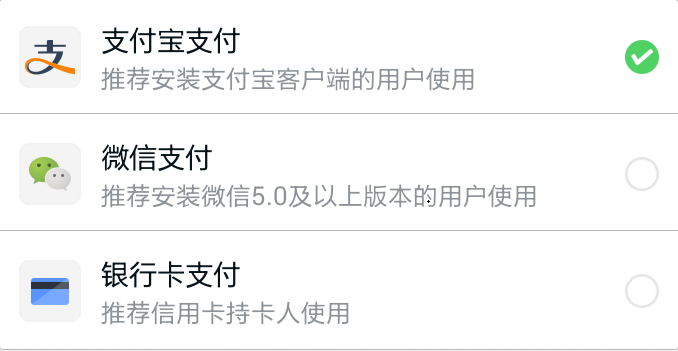 支付宝支付
推荐安装支付宝客户端的用户使用
微信支付
推荐安装微信5.0及以上版本的用户使用
银行卡支付
推荐信用卡持卡人使用